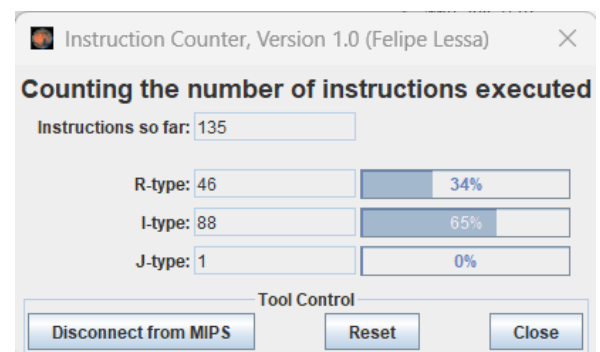 Instruction Counter, Version 1.0 (Felipe Lessa)
Counting the number of instructions executed
Instructions so far: 135
R-type: 46 34%
I-type: 88 65%
J-type: 1 0%
Tool Control
Disconnect from MIPS Reset Close